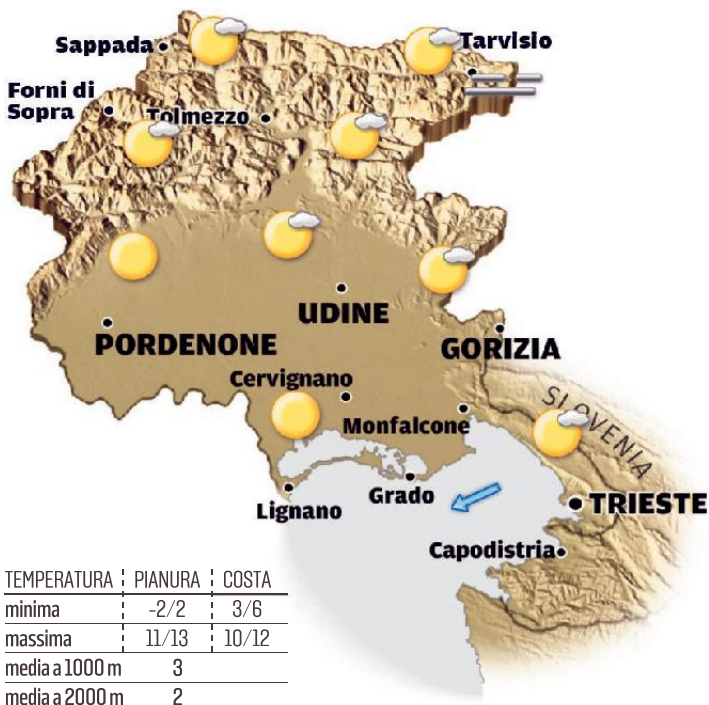 Sappada
Tarvisio
Forni di
Sopra
Tolmezzo
UDINE
PORDENONE
GORIZIA
Cervignano
SLOVENIA
Monfalcone
Grado
Lignano
TRIESTE
Capodistria
TEMPERATURA PIANURA COSTA
minima -2/2 3/6
massima 11/13 10/12
media a 1000 m 3
media a 2000 m 2